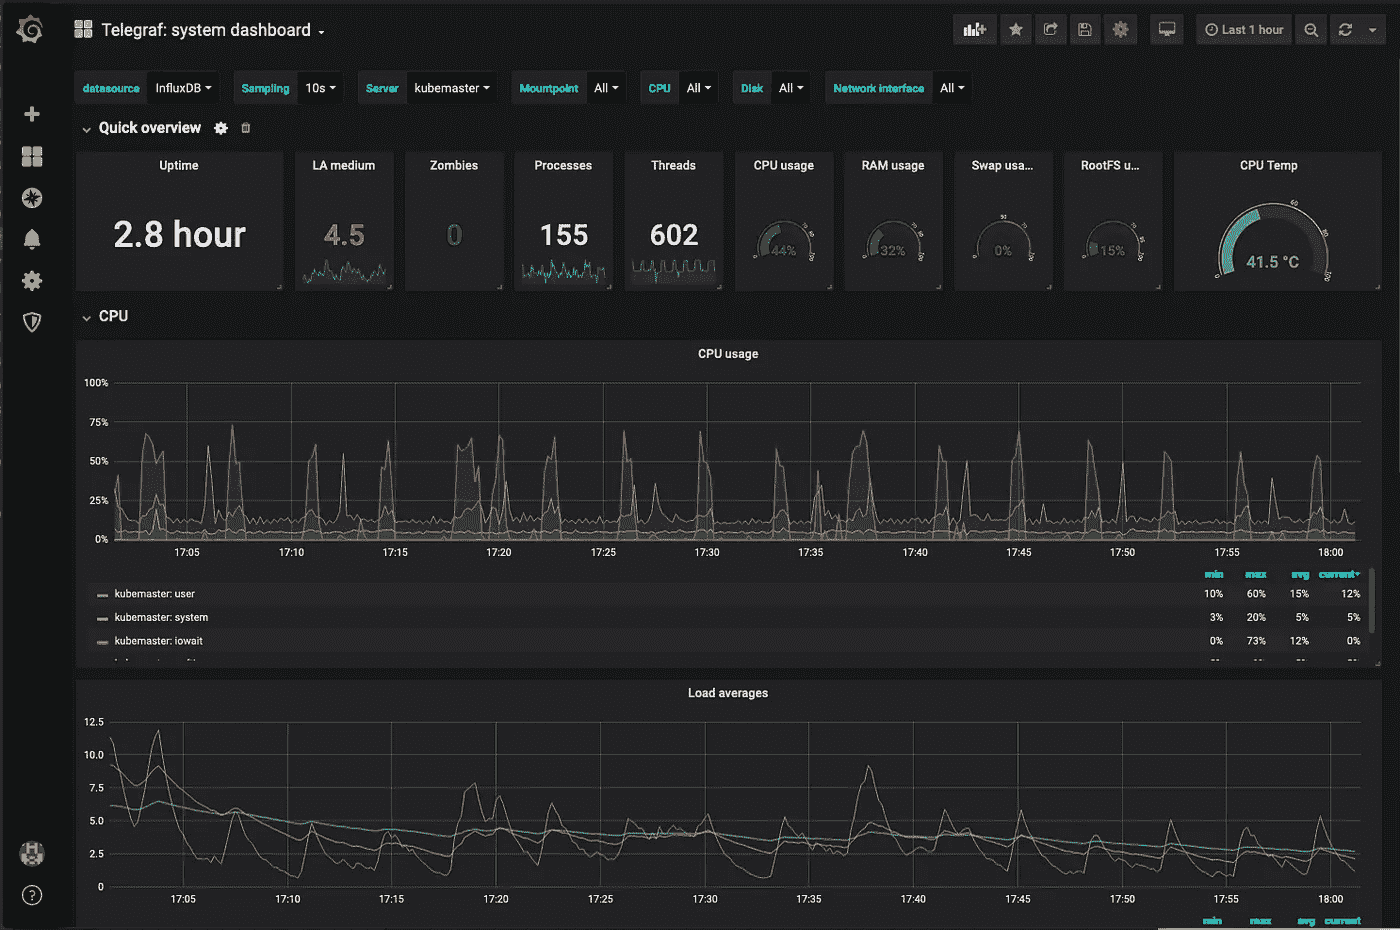 Telegraf: system dashboard
Last 1 hour
datasource InfluxDB Sampling 10s Server kubemaster Mountpoint All CPU All Disk All Network interface All
Quick overview
Uptime LA medium Zombies Processes Threads CPU usage RAM usage Swap usa... RootFS u... CPU Temp
2.8 hour 4.5 0 155 602 44% 32% 0% 15% 41.5 °C
CPU
CPU usage
100%
75%
50%
25%
0%
17:05 17:10 17:15 17:20 17:25 17:30 17:35 17:40 17:45 17:50 17:55 18:00
min max avg current
kubemaster: user 10% 60% 15% 12%
kubemaster: system 3% 20% 5% 5%
kubemaster: iowait 0% 73% 12% 0%
Load averages
12.5
10.0
7.5
5.0
2.5
0
17:05 17:10 17:15 17:20 17:25 17:30 17:35 17:40 17:45 17:50 17:55 18:00
min max avg current